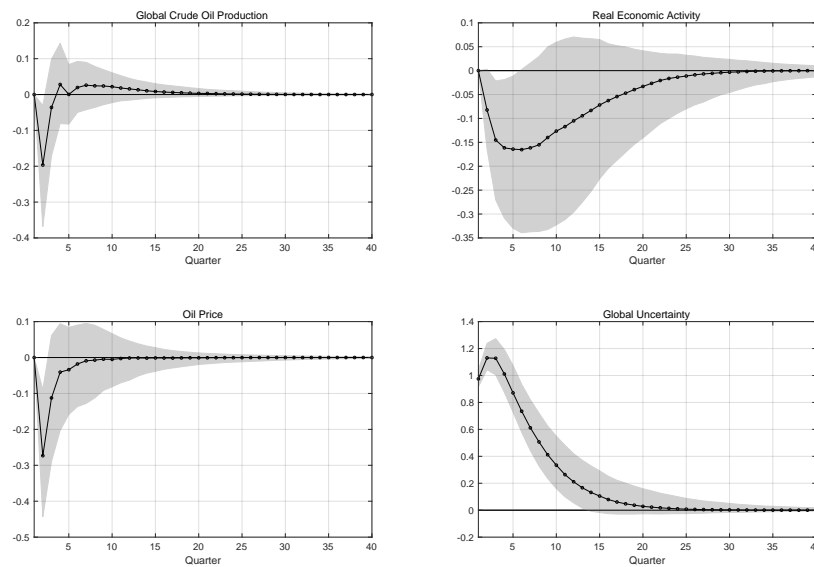 Global Crude Oil Production
0.1
0
-0.1
-0.2
-0.3
-0.4
5 10 15 20 25 30 35 40
Quarter
Real Economic Activity
0.1
0.05
0
-0.05
-0.1
-0.15
-0.2
-0.25
-0.3
-0.35
5 10 15 20 25 30 35 40
Quarter
Oil Price
0.1
0
-0.1
-0.2
-0.3
-0.4
-0.5
5 10 15 20 25 30 35 40
Quarter
Global Uncertainty
1.4
1.2
1
0.8
0.6
0.4
0.2
0
-0.2
5 10 15 20 25 30 35 40
Quarter